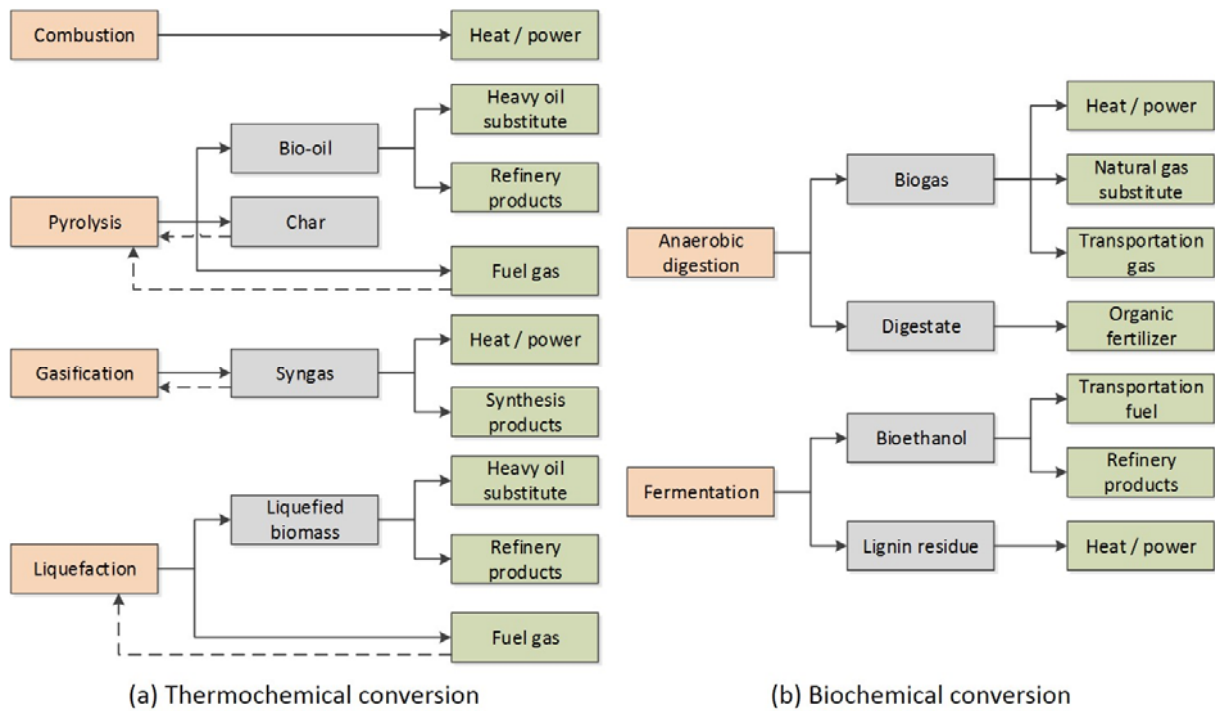 Combustion
Heat / power
Heavy oil
substitute
Bio-oil
Refinery
products
Pyrolysis
Char
Fuel gas
Heat / power
Gasification
Syngas
Synthesis
products
Heavy oil
substitute
Liquefied
biomass
Refinery
products
Liquefaction
Fuel gas
(a) Thermochemical conversion
Heat / power
Biogas
Natural gas
substitute
Anaerobic
digestion
Transportation
gas
Digestate
Organic
fertilizer
Transportation
fuel
Bioethanol
Refinery
products
Fermentation
Lignin residue
Heat / power
(b) Biochemical conversion